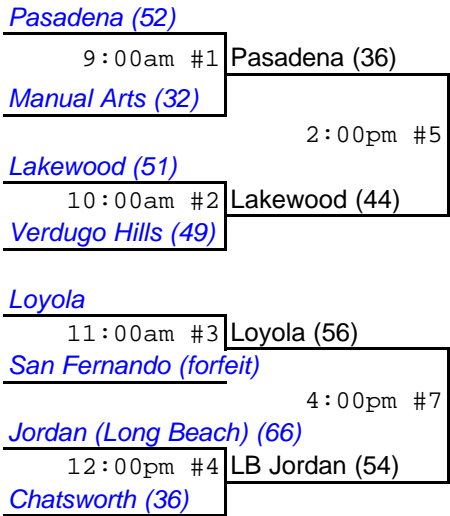 Pasadena (52)
9:00am #1 Pasadena (36)
Manual Arts (32)
2:00pm #5
Lakewood (51)
10:00am #2 Lakewood (44)
Verdugo Hills (49)
Loyola
11:00am #3 Loyola (56)
San Fernando (forfeit)
4:00pm #7
Jordan (Long Beach) (66)
12:00pm #4 LB Jordan (54)
Chatsworth (36)